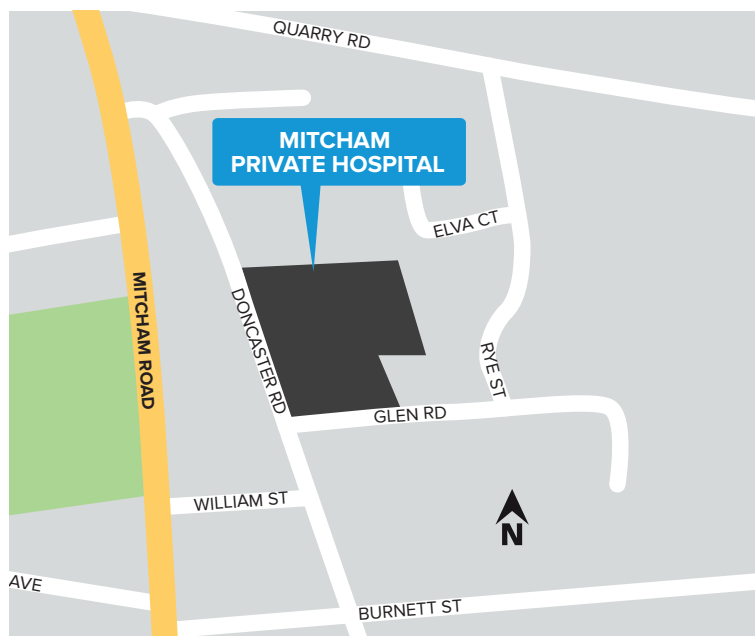 QUARRY RD
MITCHAM
PRIVATE HOSPITAL
ELVA CT
MITCHAM ROAD
DONCASTER RD
RYE ST
GLEN RD
WILLIAM ST
N
AVE
BURNETT ST